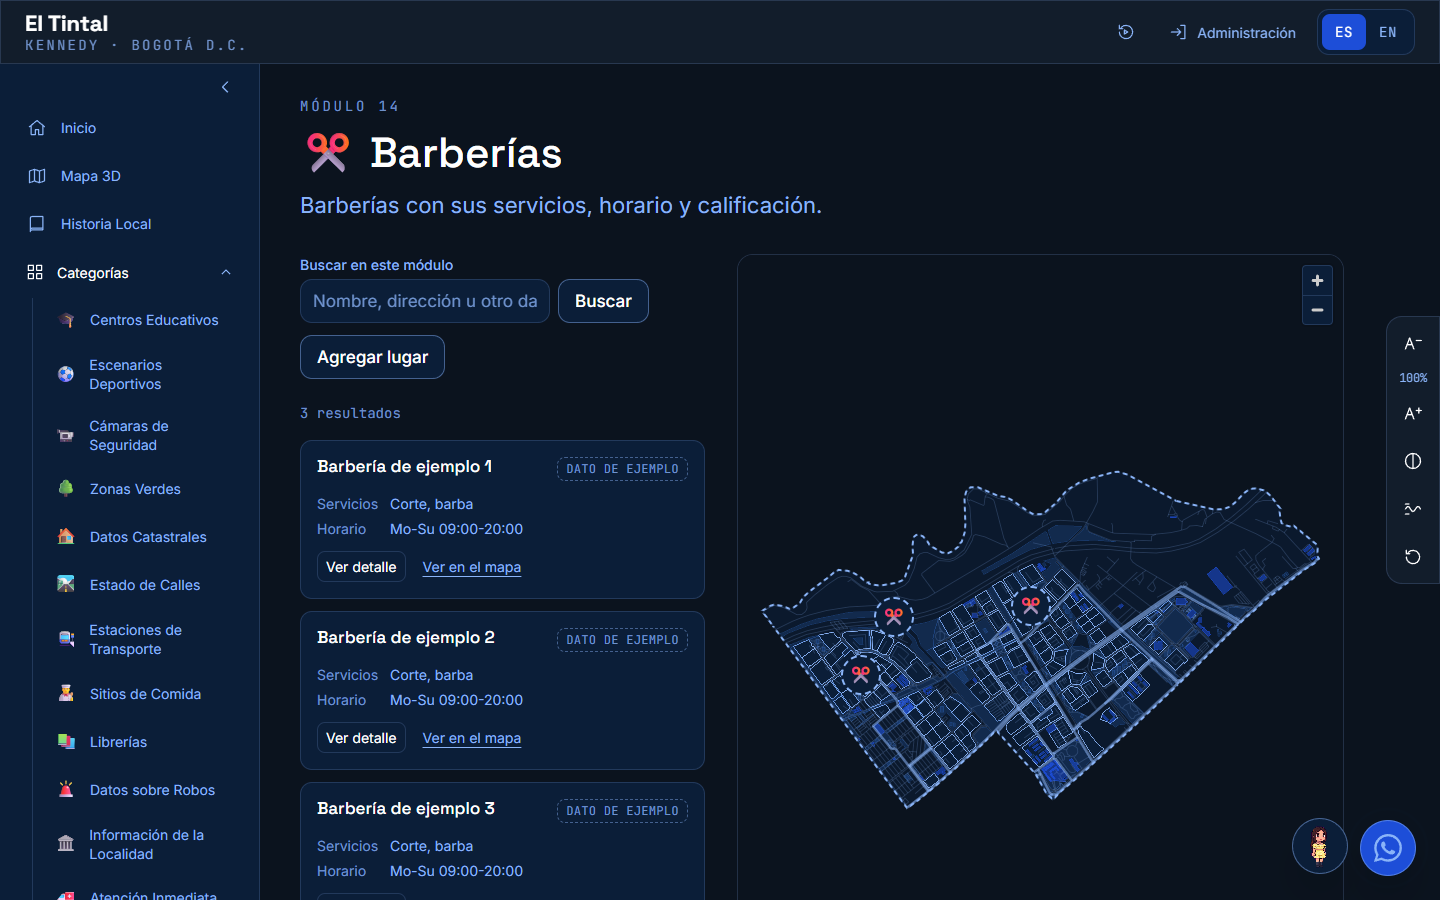 El Tintal
KENNEDY · BOGOTÁ D.C.
Administración
ES
EN
Inicio
Mapa 3D
Historia Local
Categorías
Centros Educativos
Escenarios
Deportivos
Cámaras de
Seguridad
Zonas Verdes
Datos Catastrales
Estado de Calles
Estaciones de
Transporte
Sitios de Comida
Librerías
Datos sobre Robos
Información de la
Localidad
Atención Inmediata
MÓDULO 14
Barberías
Barberías con sus servicios, horario y calificación.
Buscar en este módulo
Nombre, dirección u otro da
Buscar
Agregar lugar
3 resultados
Barbería de ejemplo 1
DATO DE EJEMPLO
Servicios Corte, barba
Horario Mo-Su 09:00-20:00
Ver detalle
Ver en el mapa
Barbería de ejemplo 2
DATO DE EJEMPLO
Servicios Corte, barba
Horario Mo-Su 09:00-20:00
Ver detalle
Ver en el mapa
Barbería de ejemplo 3
DATO DE EJEMPLO
Servicios Corte, barba
Horario Mo-Su 09:00-20:00
+
−
A−
100%
A+